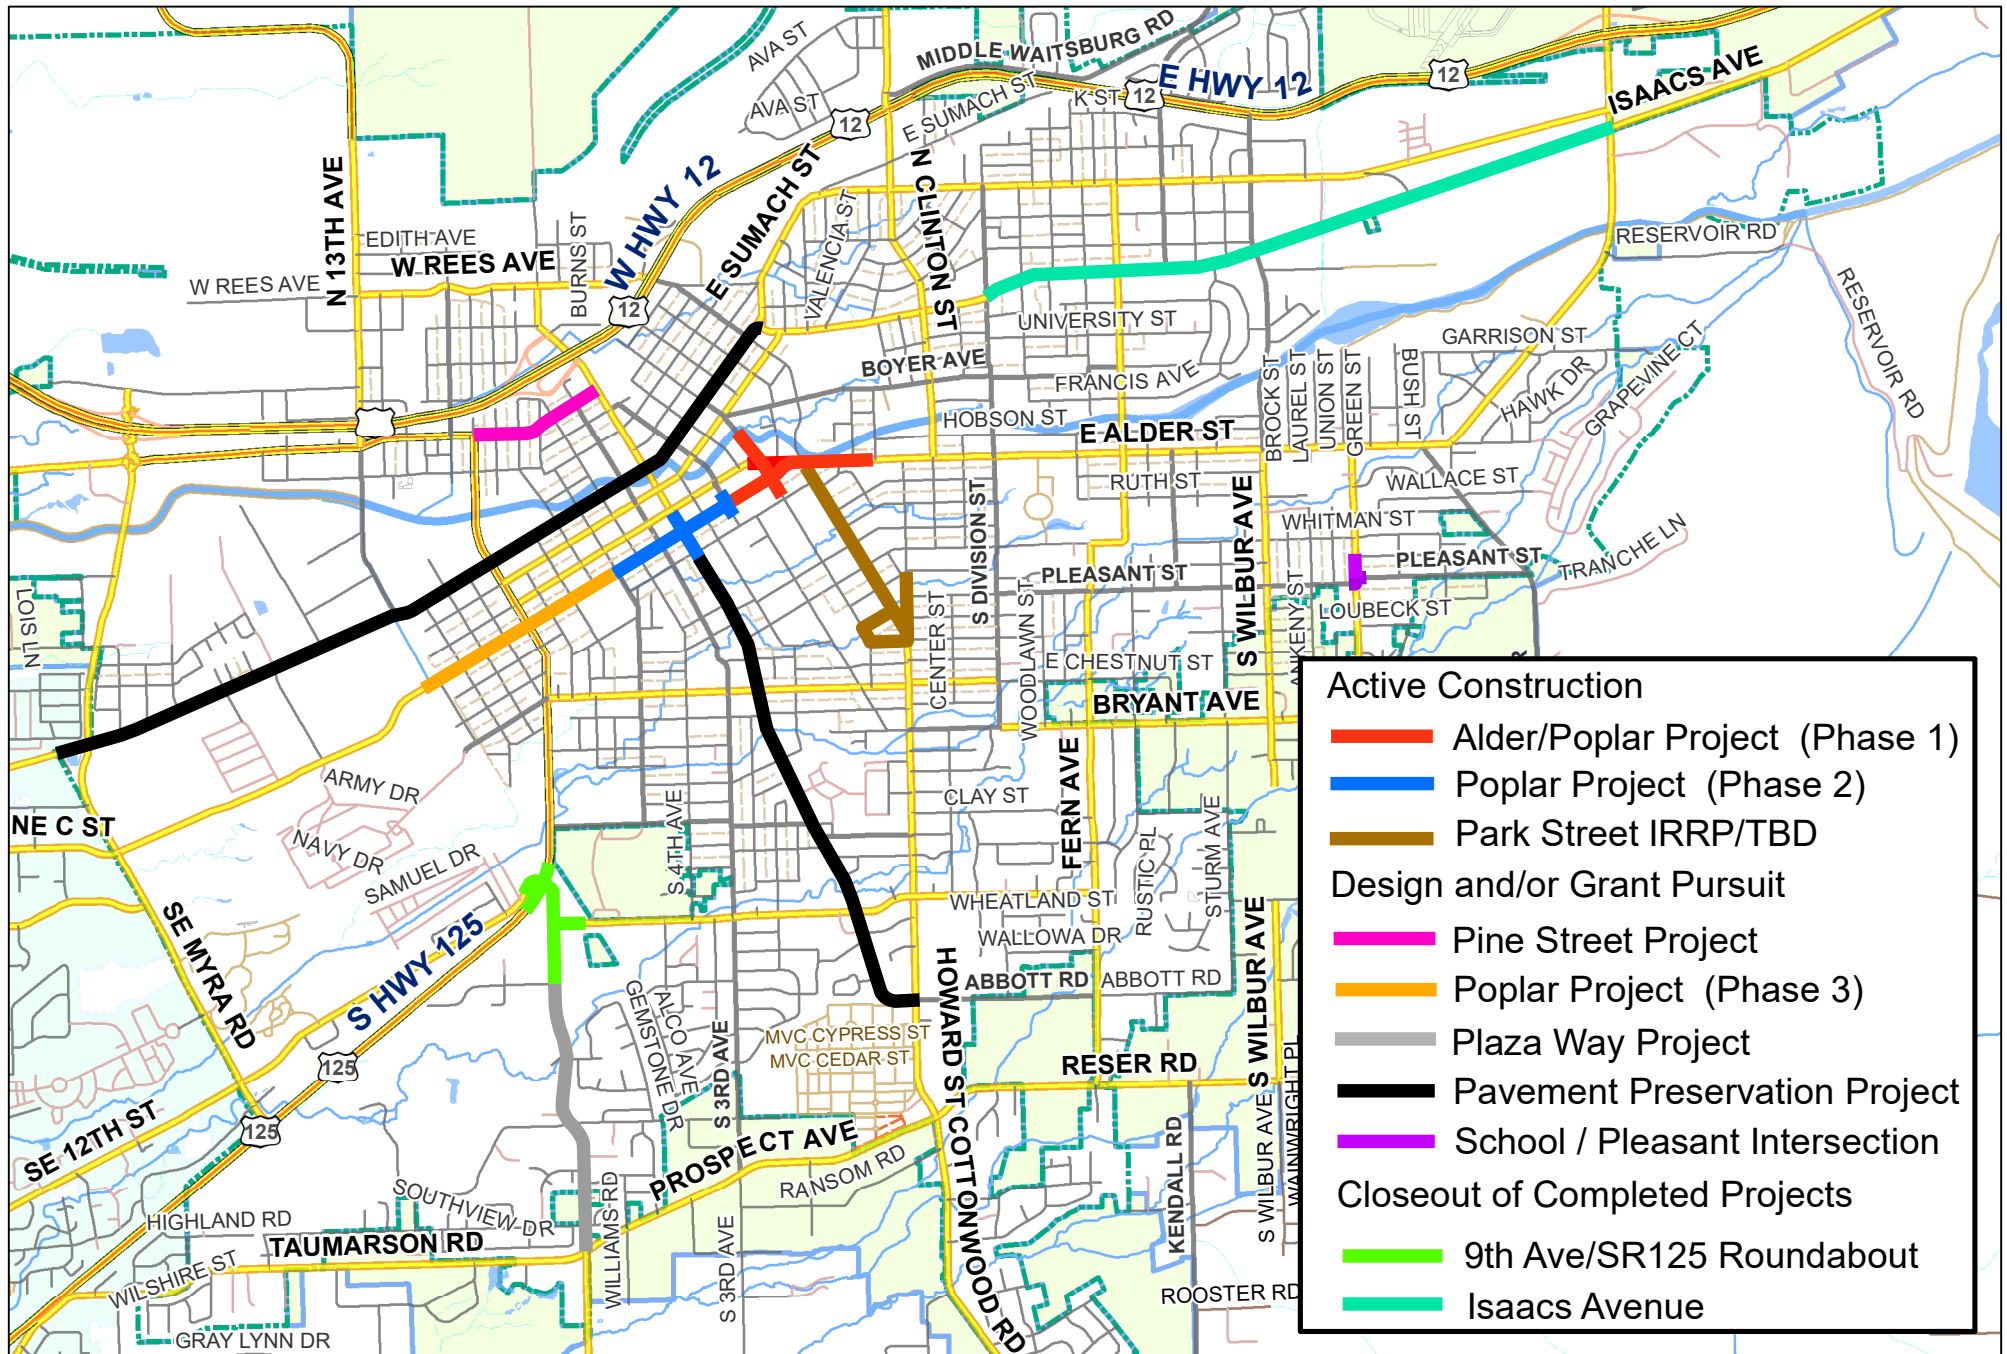 AVA ST
MIDDLE WAITSBURG RD
12
E HWY 12
ISAACS AVE
AVA ST
K ST
12
12
E SUMACH ST
N 13TH AVE
W HWY 12
E SUMACH ST
N CLINTON ST
VALENCIA ST
EDITH AVE
W REES AVE
BURNS ST
W REES AVE
12
RESERVOIR RD
RESERVOIR RD
UNIVERSITY ST
GARRISON ST
GRAPEVINE CT
BOYER AVE
FRANCIS AVE
BROCK ST
LAUREL ST
UNION ST
GREEN ST
BUSH ST
HAWK DR
HOBSON ST
E ALDER ST
RUTH ST
WALLACE ST
S DIVISION ST
S WILBUR AVE
WHITMAN ST
PLEASANT ST
PLEASANT ST
TRANCHE LN
LOIS LN
CENTER ST
WOODLAWN ST
LOUBECK ST
E CHESTNUT ST
BRYANT AVE
ARMY DR
NE C ST
NAVY DR
SAMUEL DR
S 4TH AVE
CLAY ST
FERN AVE
RUSTIC PL
STURM AVE
SE MYRA RD
S HWY 125
WHEATLAND ST
WALLOWA DR
S WILBUR AVE
HOWARD ST
ABBOTT RD
ABBOTT RD
GEMSTONE DR
ALCO AVE
S 3RD AVE
MVC CYPRESS ST
MVC CEDAR ST
125
RESER RD
125
SE 12TH ST
PROSPECT AVE
RANSOM RD
COTTONWOOD RD
KENDALL RD
S WILBUR AVE
WAINWRIGHT PL
SOUTHVIEW DR
HIGHLAND RD
TAUMARSON RD
WILLIAMS RD
S 3RD AVE
WILSHIRE ST
ROOSTER RD
GRAY LYNN DR
Active Construction
Alder/Poplar Project (Phase 1)
Poplar Project (Phase 2)
Park Street IRRP/TBD
Design and/or Grant Pursuit
Pine Street Project
Poplar Project (Phase 3)
Plaza Way Project
Pavement Preservation Project
School / Pleasant Intersection
Closeout of Completed Projects
9th Ave/SR125 Roundabout
Isaacs Avenue